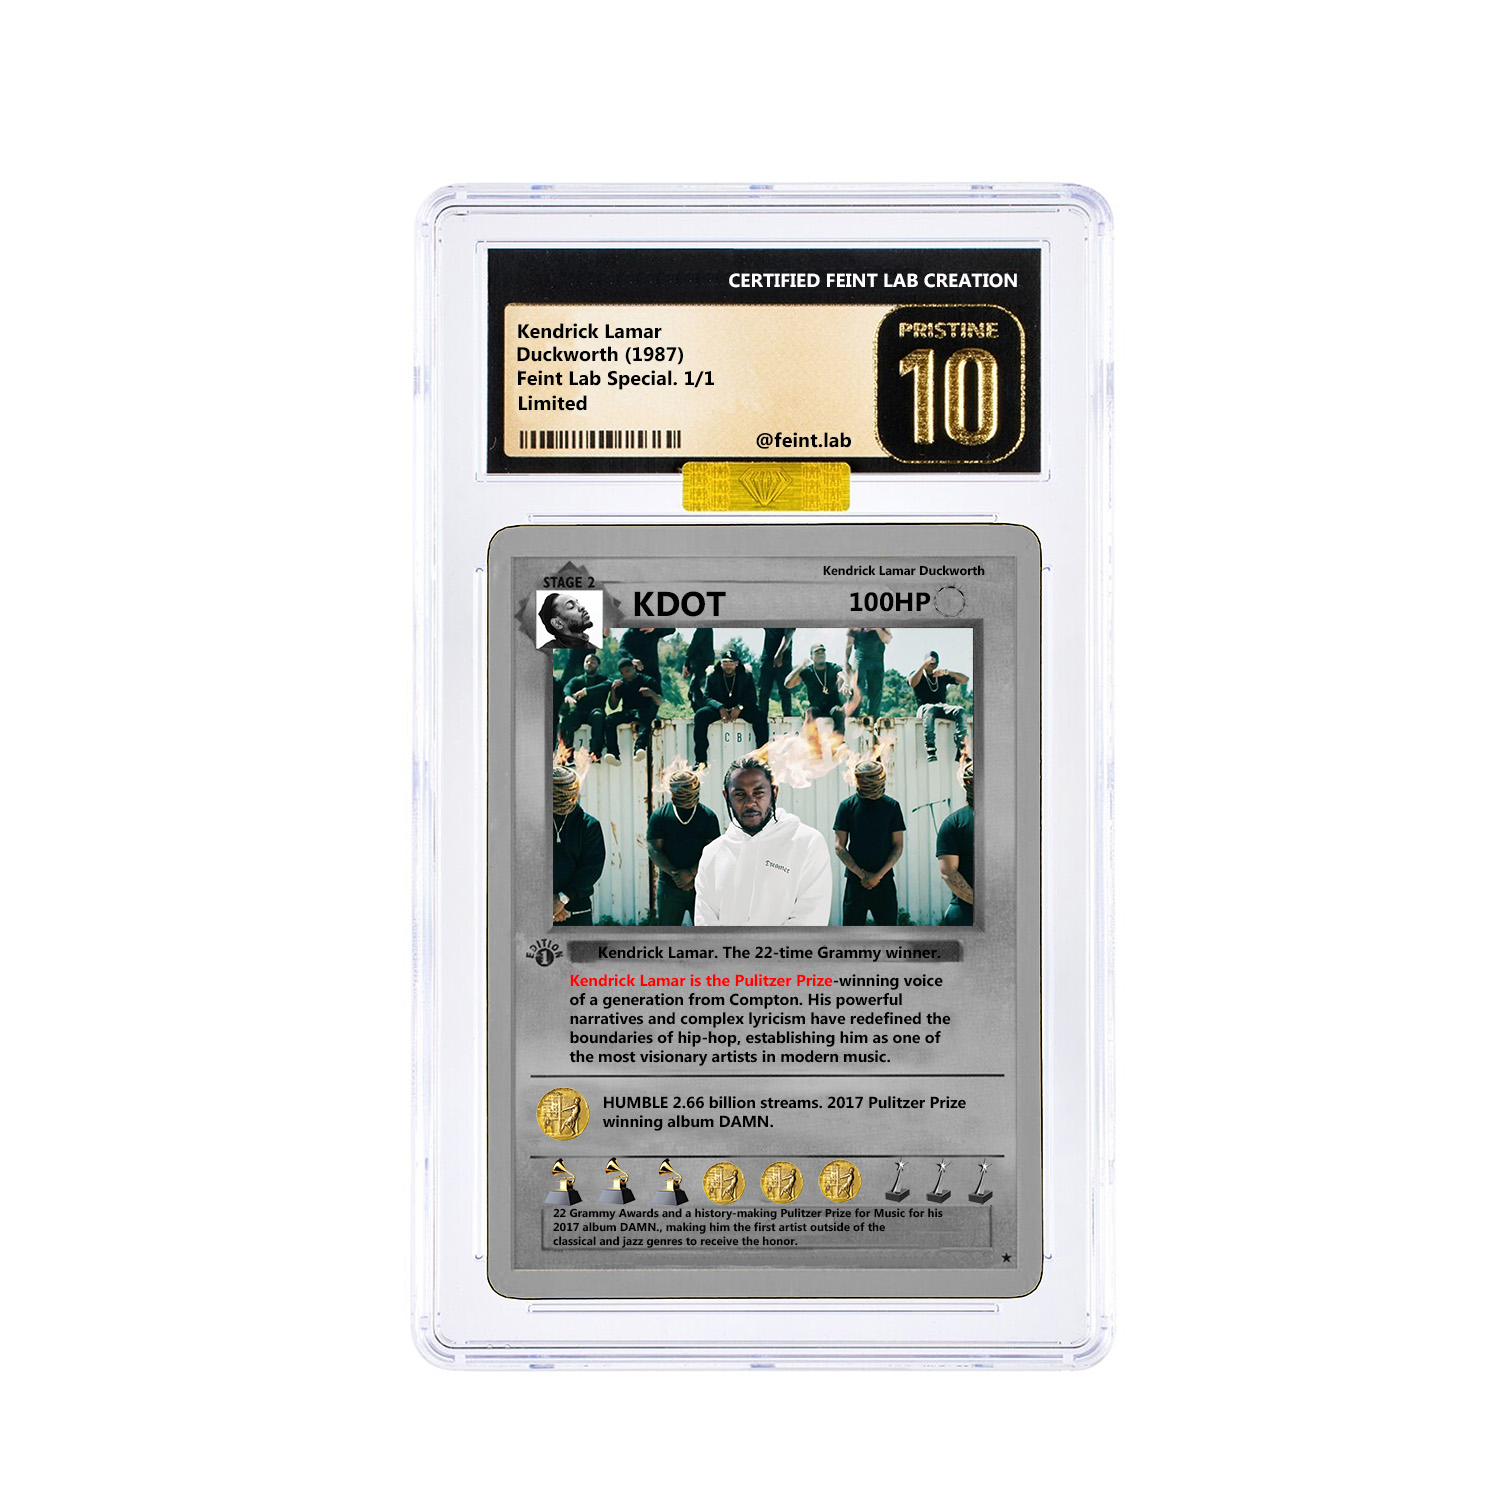 CERTIFIED FEINT LAB CREATION
Kendrick Lamar
Duckworth (1987)
Feint Lab Special. 1/1
Limited
@feint.lab
PRISTINE
10
Kendrick Lamar Duckworth
STAGE 2
KDOT
100HP
Dreamer
EDITION
1
Kendrick Lamar. The 22-time Grammy winner.
Kendrick Lamar is the Pulitzer Prize-winning voice
of a generation from Compton. His powerful
narratives and complex lyricism have redefined the
boundaries of hip-hop, establishing him as one of
the most visionary artists in modern music.
HUMBLE 2.66 billion streams. 2017 Pulitzer Prize
winning album DAMN.
22 Grammy Awards and a history-making Pulitzer Prize for Music for his
2017 album DAMN., making him the first artist outside of the
classical and jazz genres to receive the honor.